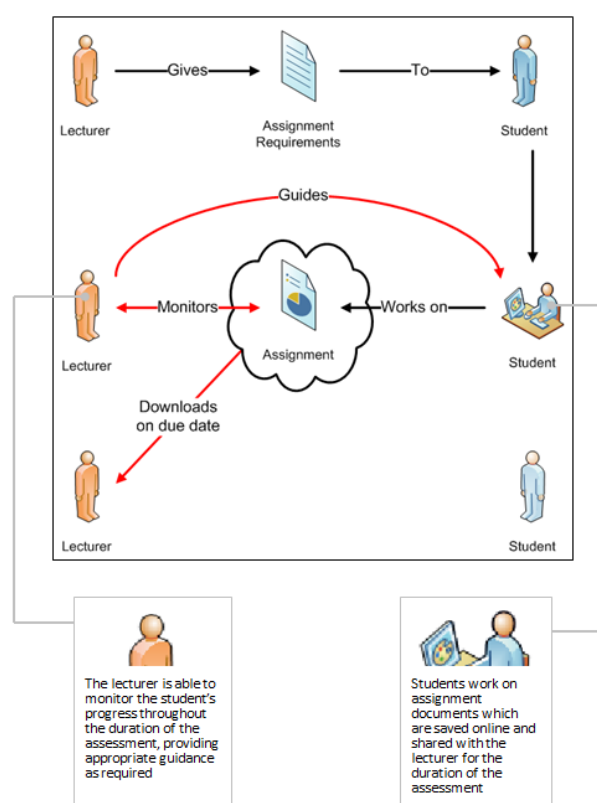 Gives
To
Lecturer
Assignment
Requirements
Student
Guides
Monitors
Works on
Lecturer
Assignment
Student
Downloads
on due date
Lecturer
Student
The lecturer is able to
monitor the student's
progress throughout
the duration of the
assessment, providing
appropriate guidance
as required
Students work on
assignment
documents which
are saved online and
shared with the
lecturer for the
duration of the
assessment